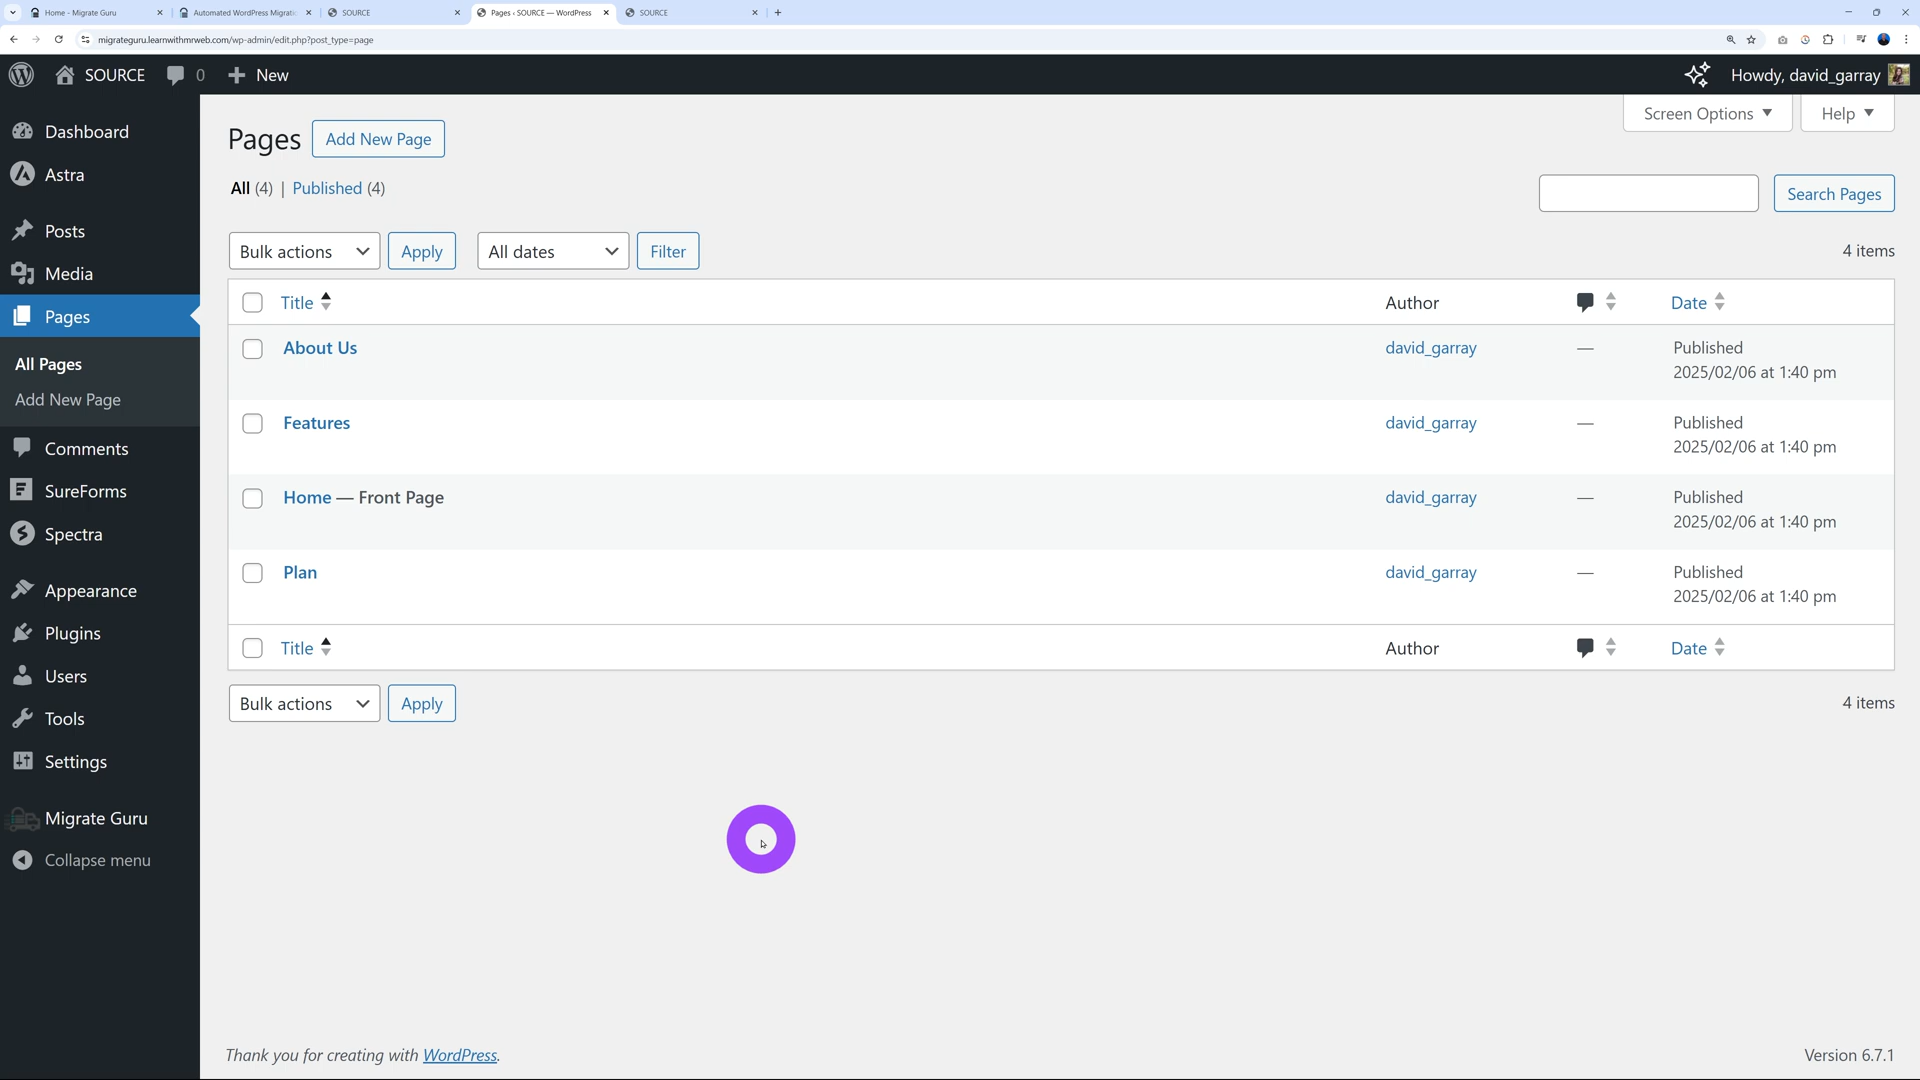 Home - Migrate Guru
Automated WordPress Migratio
SOURCE
Pages ‹ SOURCE — WordPress
SOURCE
migrateguru.learnwithmrweb.com/wp-admin/edit.php?post_type=page
SOURCE
0
New
Howdy, david_garray
Dashboard
Astra
Posts
Media
Pages
All Pages
Add New Page
Comments
SureForms
Spectra
Appearance
Plugins
Users
Tools
Settings
Migrate Guru
Collapse menu
Screen Options
Help
Pages
Add New Page
All (4) | Published (4)
Search Pages
Bulk actions
Apply
All dates
Filter
4 items
Title
Author
Date
About Us
david_garray
—
Published
2025/02/06 at 1:40 pm
Features
david_garray
—
Published
2025/02/06 at 1:40 pm
Home — Front Page
david_garray
—
Published
2025/02/06 at 1:40 pm
Plan
david_garray
—
Published
2025/02/06 at 1:40 pm
Title
Author
Date
Bulk actions
Apply
4 items
Thank you for creating with WordPress.
Version 6.7.1